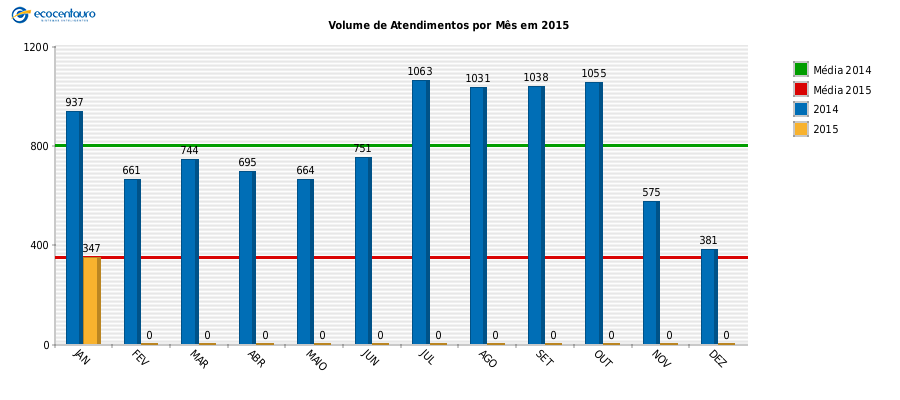 ecocentauro
Volume de Atendimentos por Mês em 2015
1200
800
400
0
937
347
661
0
744
0
695
0
664
0
751
0
1063
0
1031
0
1038
0
1055
0
575
0
381
0
JAN
FEV
MAR
ABR
MAIO
JUN
JUL
AGO
SET
OUT
NOV
DEZ
Média 2014
Média 2015
2014
2015